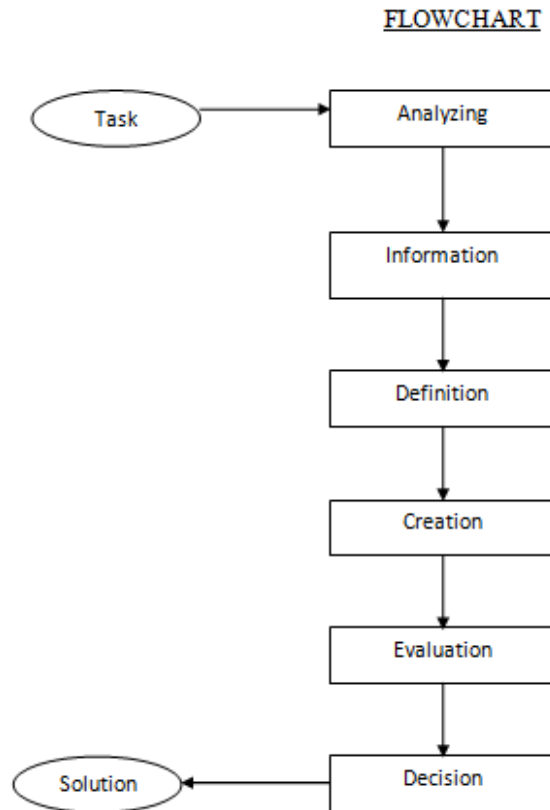 FLOWCHART
Task
Analyzing
Information
Definition
Creation
Evaluation
Decision
Solution